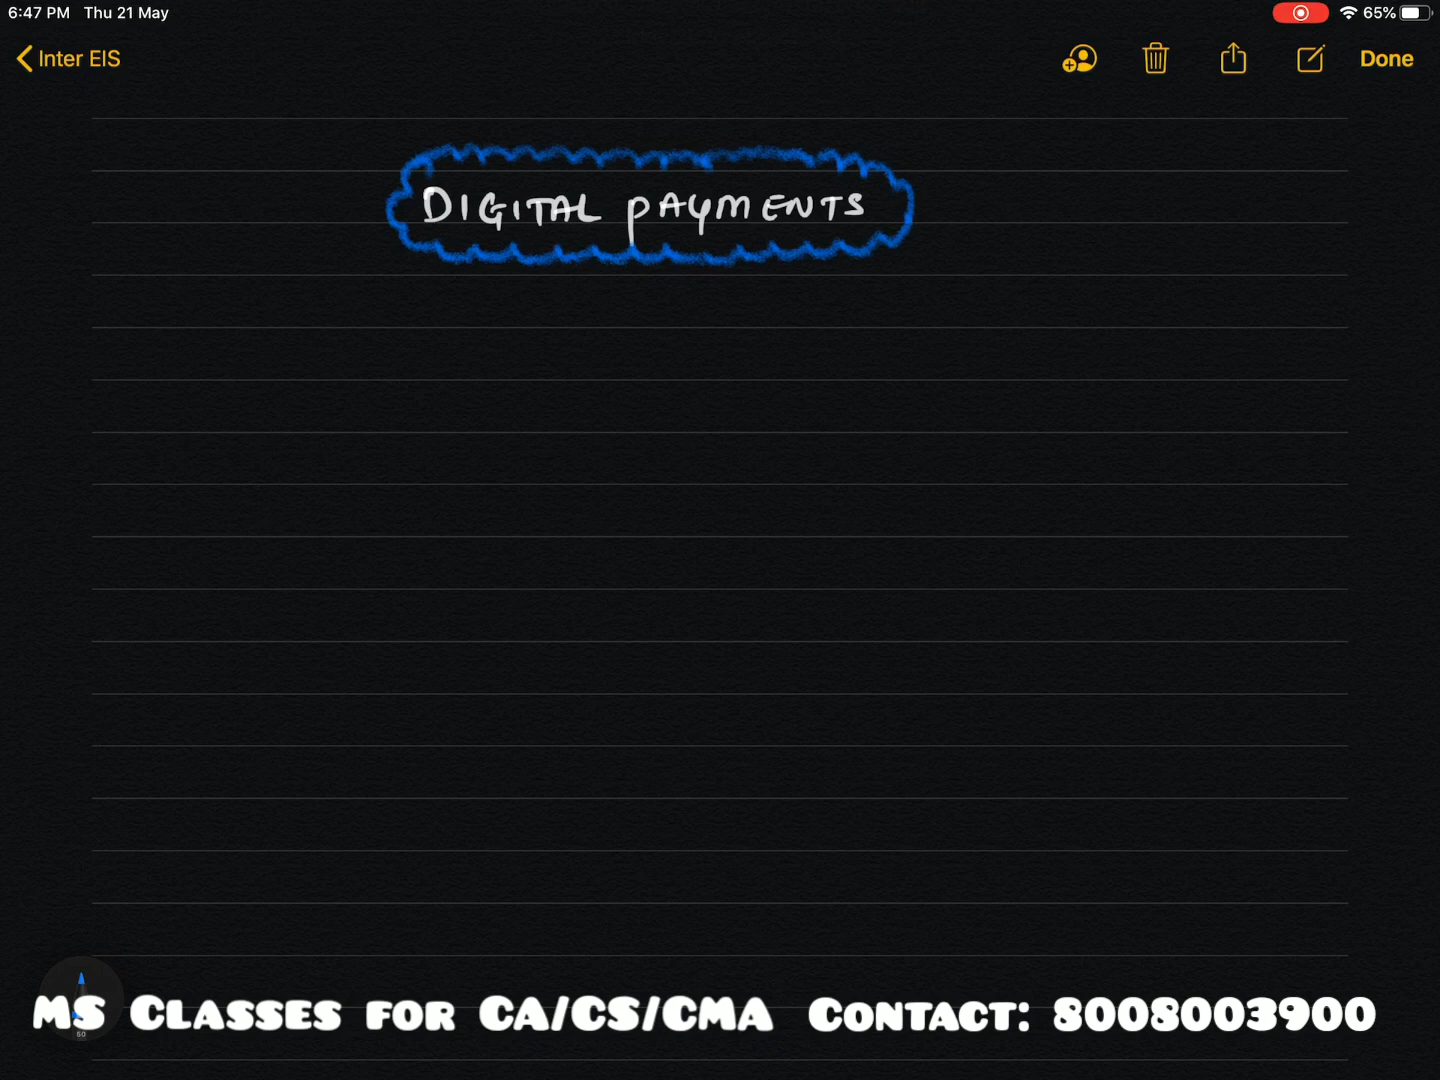 6:47 PM Thu 21 May 65%
Inter EIS Done
DIGITAL PAYMENTS
50
MS CLASSES FOR CA/CS/CMA CONTACT: 8008003900